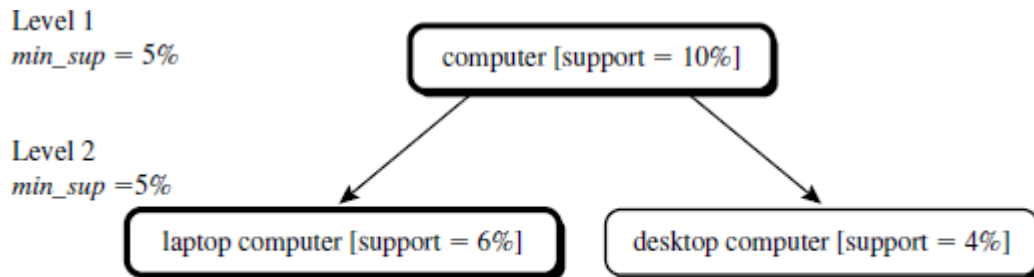 Level 1
min_sup = 5%
computer [support = 10%]
Level 2
min_sup =5%
laptop computer [support = 6%]
desktop computer [support = 4%]